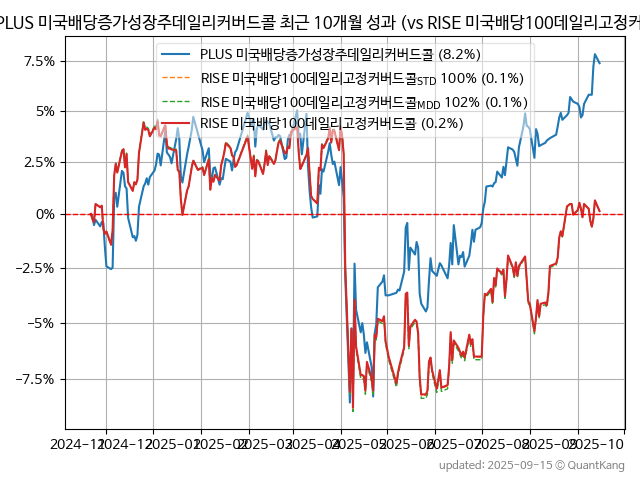 PLUS 미국배당증가성장주데일리커버드콜 최근 10개월 성과 (vs RISE 미국배당100데일리고정커
PLUS 미국배당증가성장주데일리커버드콜 (8.2%)
RISE 미국배당100데일리고정커버드콜STD 100% (0.1%)
RISE 미국배당100데일리고정커버드콜MDD 102% (0.1%)
RISE 미국배당100데일리고정커버드콜 (0.2%)
7.5%
5%
2.5%
0%
−2.5%
−5%
−7.5%
2024-11 2024-12 2025-01 2025-02 2025-03 2025-04 2025-05 2025-06 2025-07 2025-08 2025-09 2025-10
updated: 2025-09-15 © QuantKang